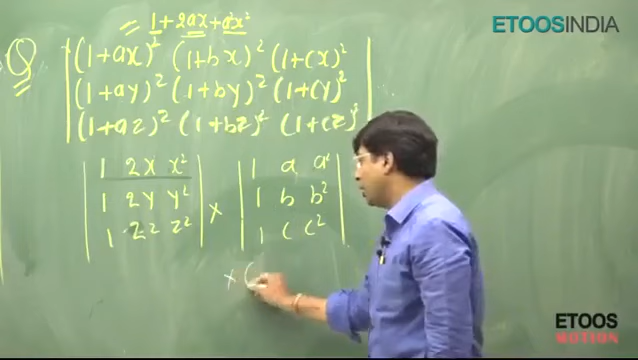 = 1 + 2ax + a²x²
ETOOSINDIA
Q (1+ax)² (1+bx)² (1+cx)²
(1+ay)² (1+by)² (1+cy)²
(1+az)² (1+bz)² (1+cz)²
1 2x x² 1 a a²
1 2y y² × 1 b b²
1 2z z² 1 c c²
× (
ETOOS
MOTION